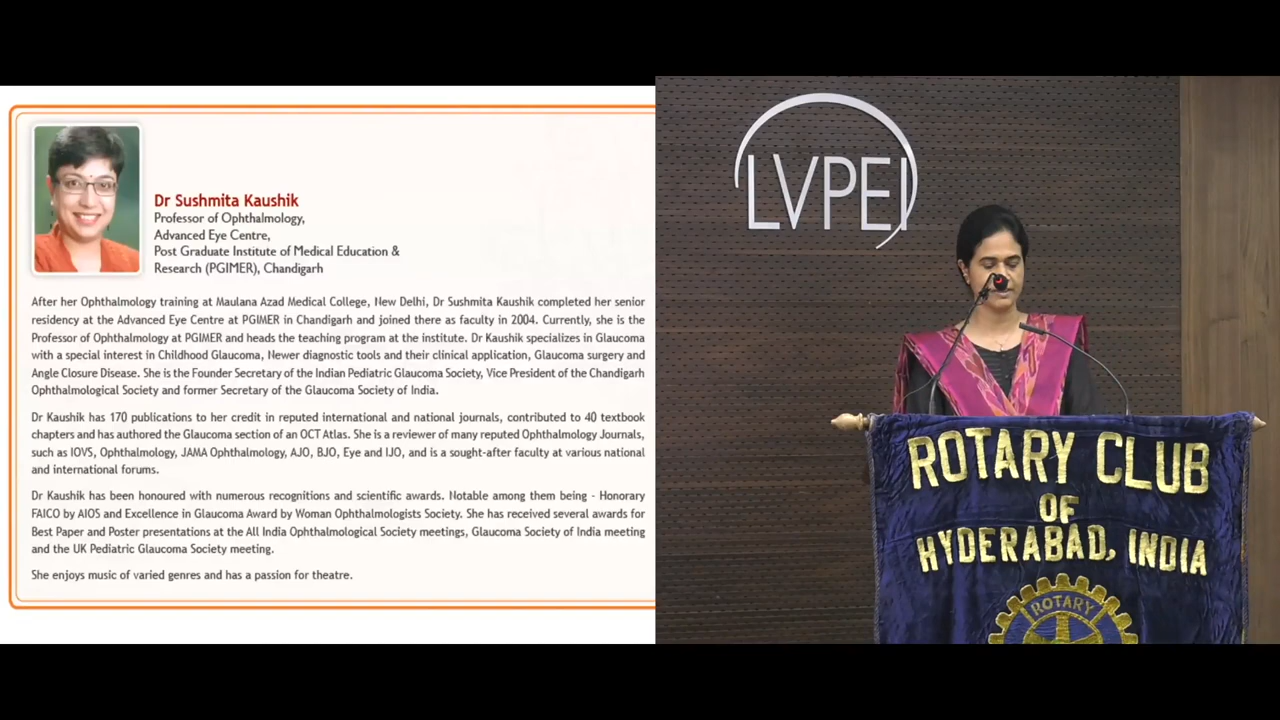 Dr Sushmita Kaushik
Professor of Ophthalmology,
Advanced Eye Centre,
Post Graduate Institute of Medical Education &
Research (PGIMER), Chandigarh
After her Ophthalmology training at Maulana Azad Medical College, New Delhi, Dr Sushmita Kaushik completed her senior
residency at the Advanced Eye Centre at PGIMER in Chandigarh and joined there as faculty in 2004. Currently, she is the
Professor of Ophthalmology at PGIMER and heads the teaching program at the institute. Dr Kaushik specializes in Glaucoma
with a special interest in Childhood Glaucoma, Newer diagnostic tools and their clinical application, Glaucoma surgery and
Angle Closure Disease. She is the Founder Secretary of the Indian Pediatric Glaucoma Society, Vice President of the Chandigarh
Ophthalmological Society and former Secretary of the Glaucoma Society of India.
Dr Kaushik has 170 publications to her credit in reputed international and national journals, contributed to 40 textbook
chapters and has authored the Glaucoma section of an OCT Atlas. She is a reviewer of many reputed Ophthalmology Journals,
such as IOVS, Ophthalmology, JAMA Ophthalmology, AJO, BJO, Eye and IJO, and is a sought-after faculty at various national
and international forums.
Dr Kaushik has been honoured with numerous recognitions and scientific awards. Notable among them being - Honorary
FAICO by AIOS and Excellence in Glaucoma Award by Woman Ophthalmologists Society. She has received several awards for
Best Paper and Poster presentations at the All India Ophthalmological Society meetings, Glaucoma Society of India meeting
and the UK Pediatric Glaucoma Society meeting.
She enjoys music of varied genres and has a passion for theatre.
LVPEI
ROTARY CLUB
OF
HYDERABAD, INDIA
ROTARY